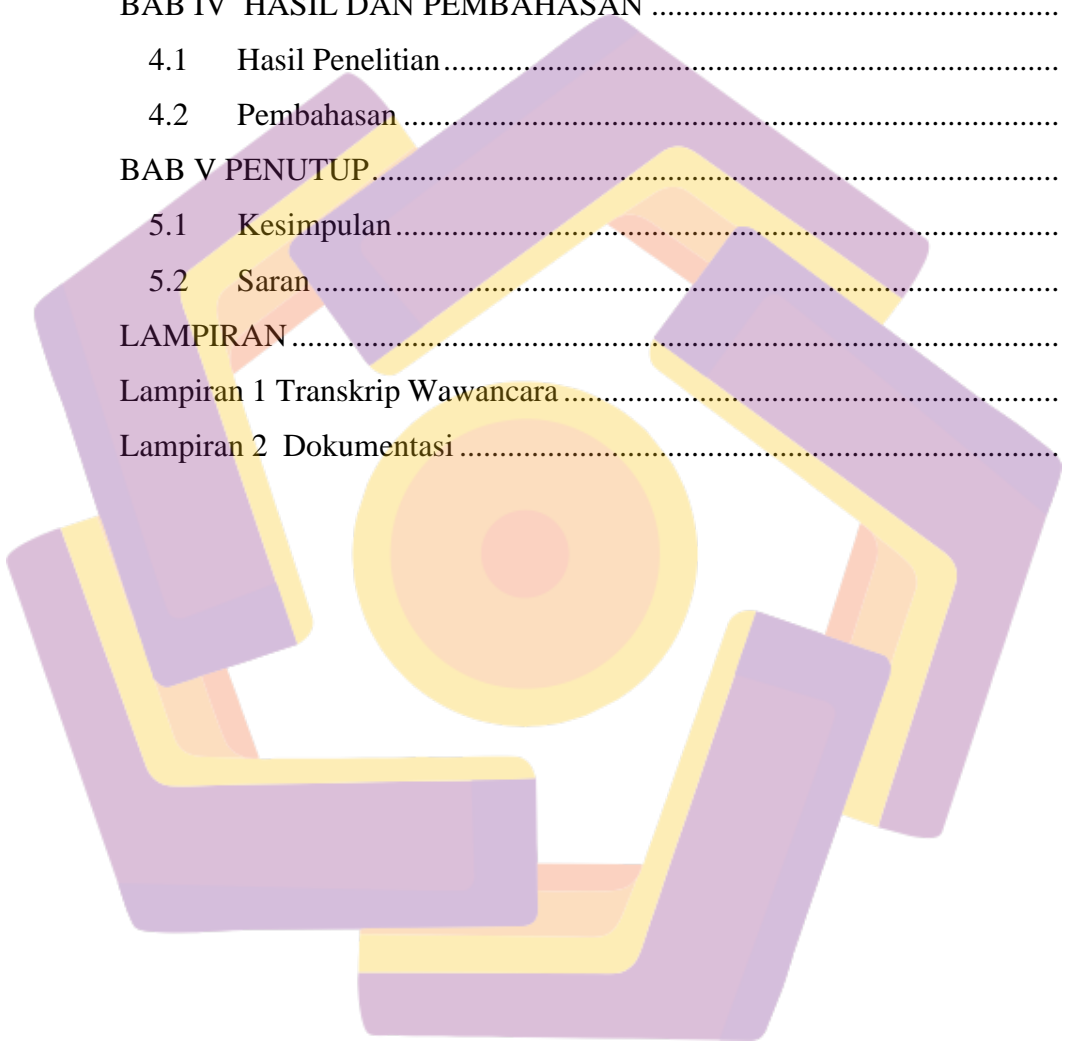 BAB IV  HASIL DAN PEMBAHASAN ..................................................
4.1 Hasil Penelitian ..........................................................................
4.2 Pembahasan ...............................................................................
BAB V PENUTUP ...................................................................................
5.1 Kesimpulan ................................................................................
5.2 Saran ..........................................................................................
LAMPIRAN .............................................................................................
Lampiran 1 Transkrip Wawancara ...........................................................
Lampiran 2  Dokumentasi ........................................................................